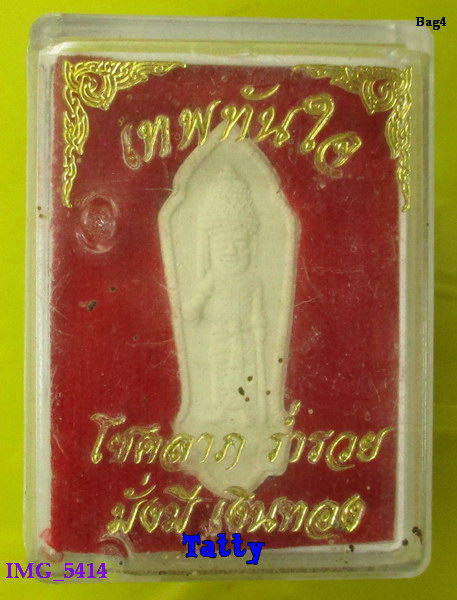 Bag4
เทพทันใจ
โชคลาภ ร่ำรวย
มั่งมี เงินทอง
Tatty
IMG_5414